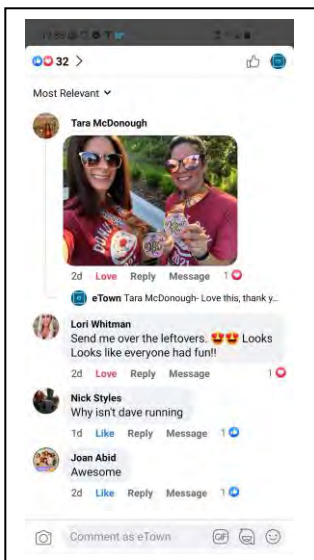 32 >
Most Relevant
Tara McDonough
2d Love Reply Message 1
eTown Tara McDonough- Love this, thank y...
Lori Whitman
Send me over the leftovers. 😍😍 Looks
Looks like everyone had fun!!
2d Love Reply Message 1
Nick Styles
Why isn't dave running
1d Like Reply Message 1
Joan Abid
Awesome
2d Like Reply Message 1
Comment as eTown
GIF